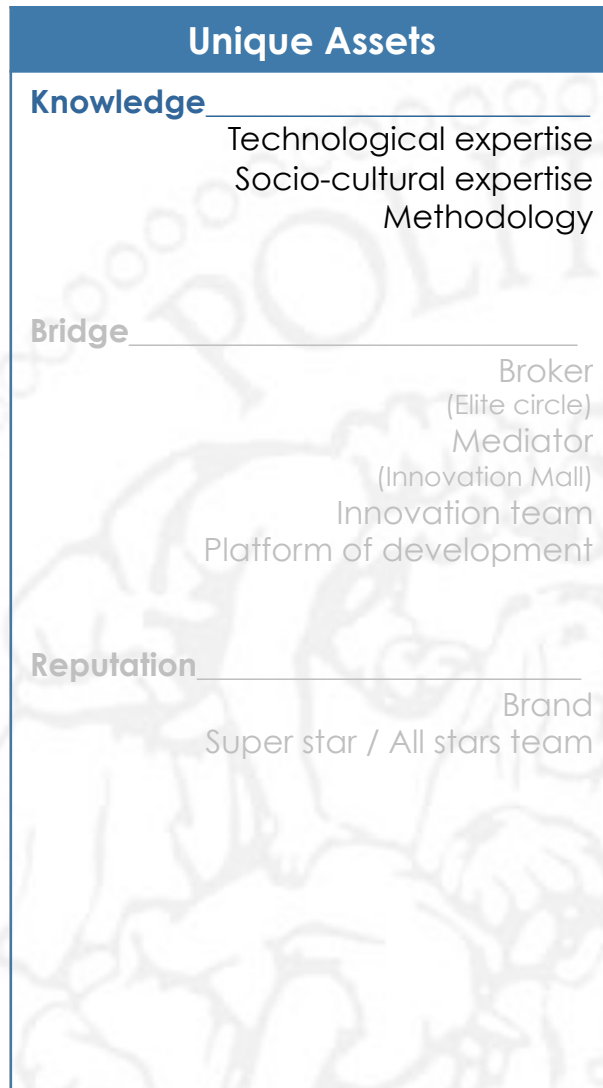 Unique Assets
Knowledge
Technological expertise
Socio-cultural expertise
Methodology
POLIT
Bridge
Broker
(Elite circle)
Mediator
(Innovation Mall)
Innovation team
Platform of development
Reputation
Brand
Super star / All stars team